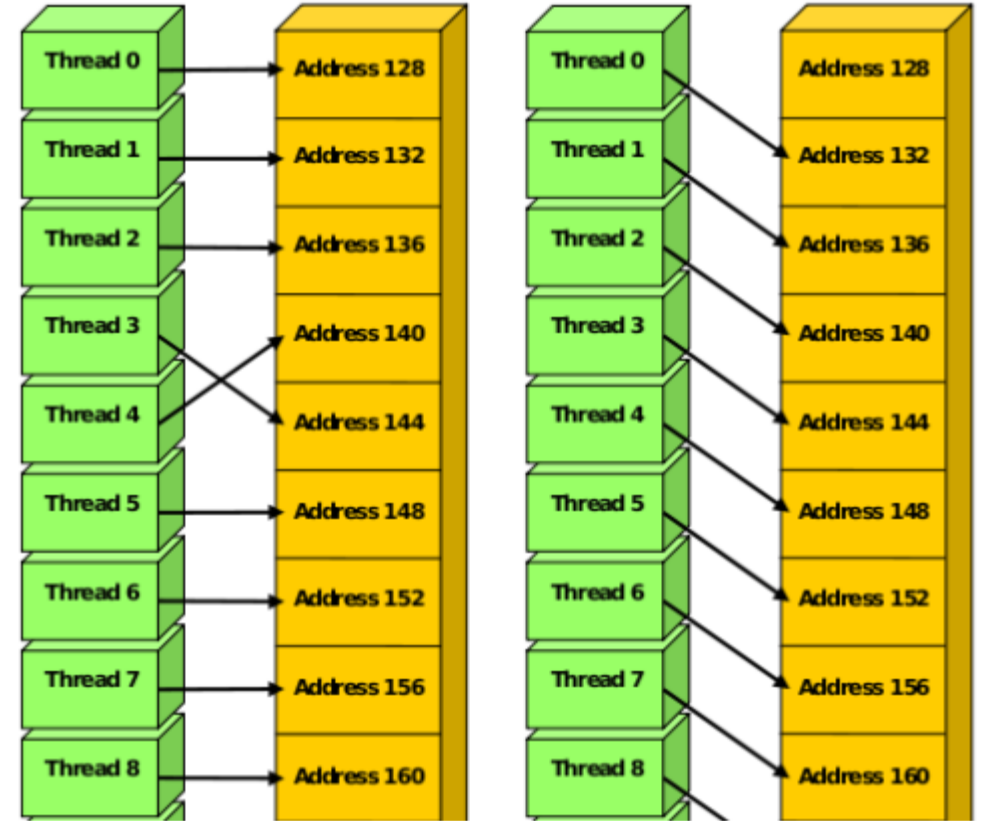 Thread 0
Address 128
Thread 0
Address 128
Thread 1
Address 132
Thread 1
Address 132
Thread 2
Address 136
Thread 2
Address 136
Thread 3
Address 140
Thread 3
Address 140
Thread 4
Address 144
Thread 4
Address 144
Thread 5
Address 148
Thread 5
Address 148
Thread 6
Address 152
Thread 6
Address 152
Thread 7
Address 156
Thread 7
Address 156
Thread 8
Address 160
Thread 8
Address 160